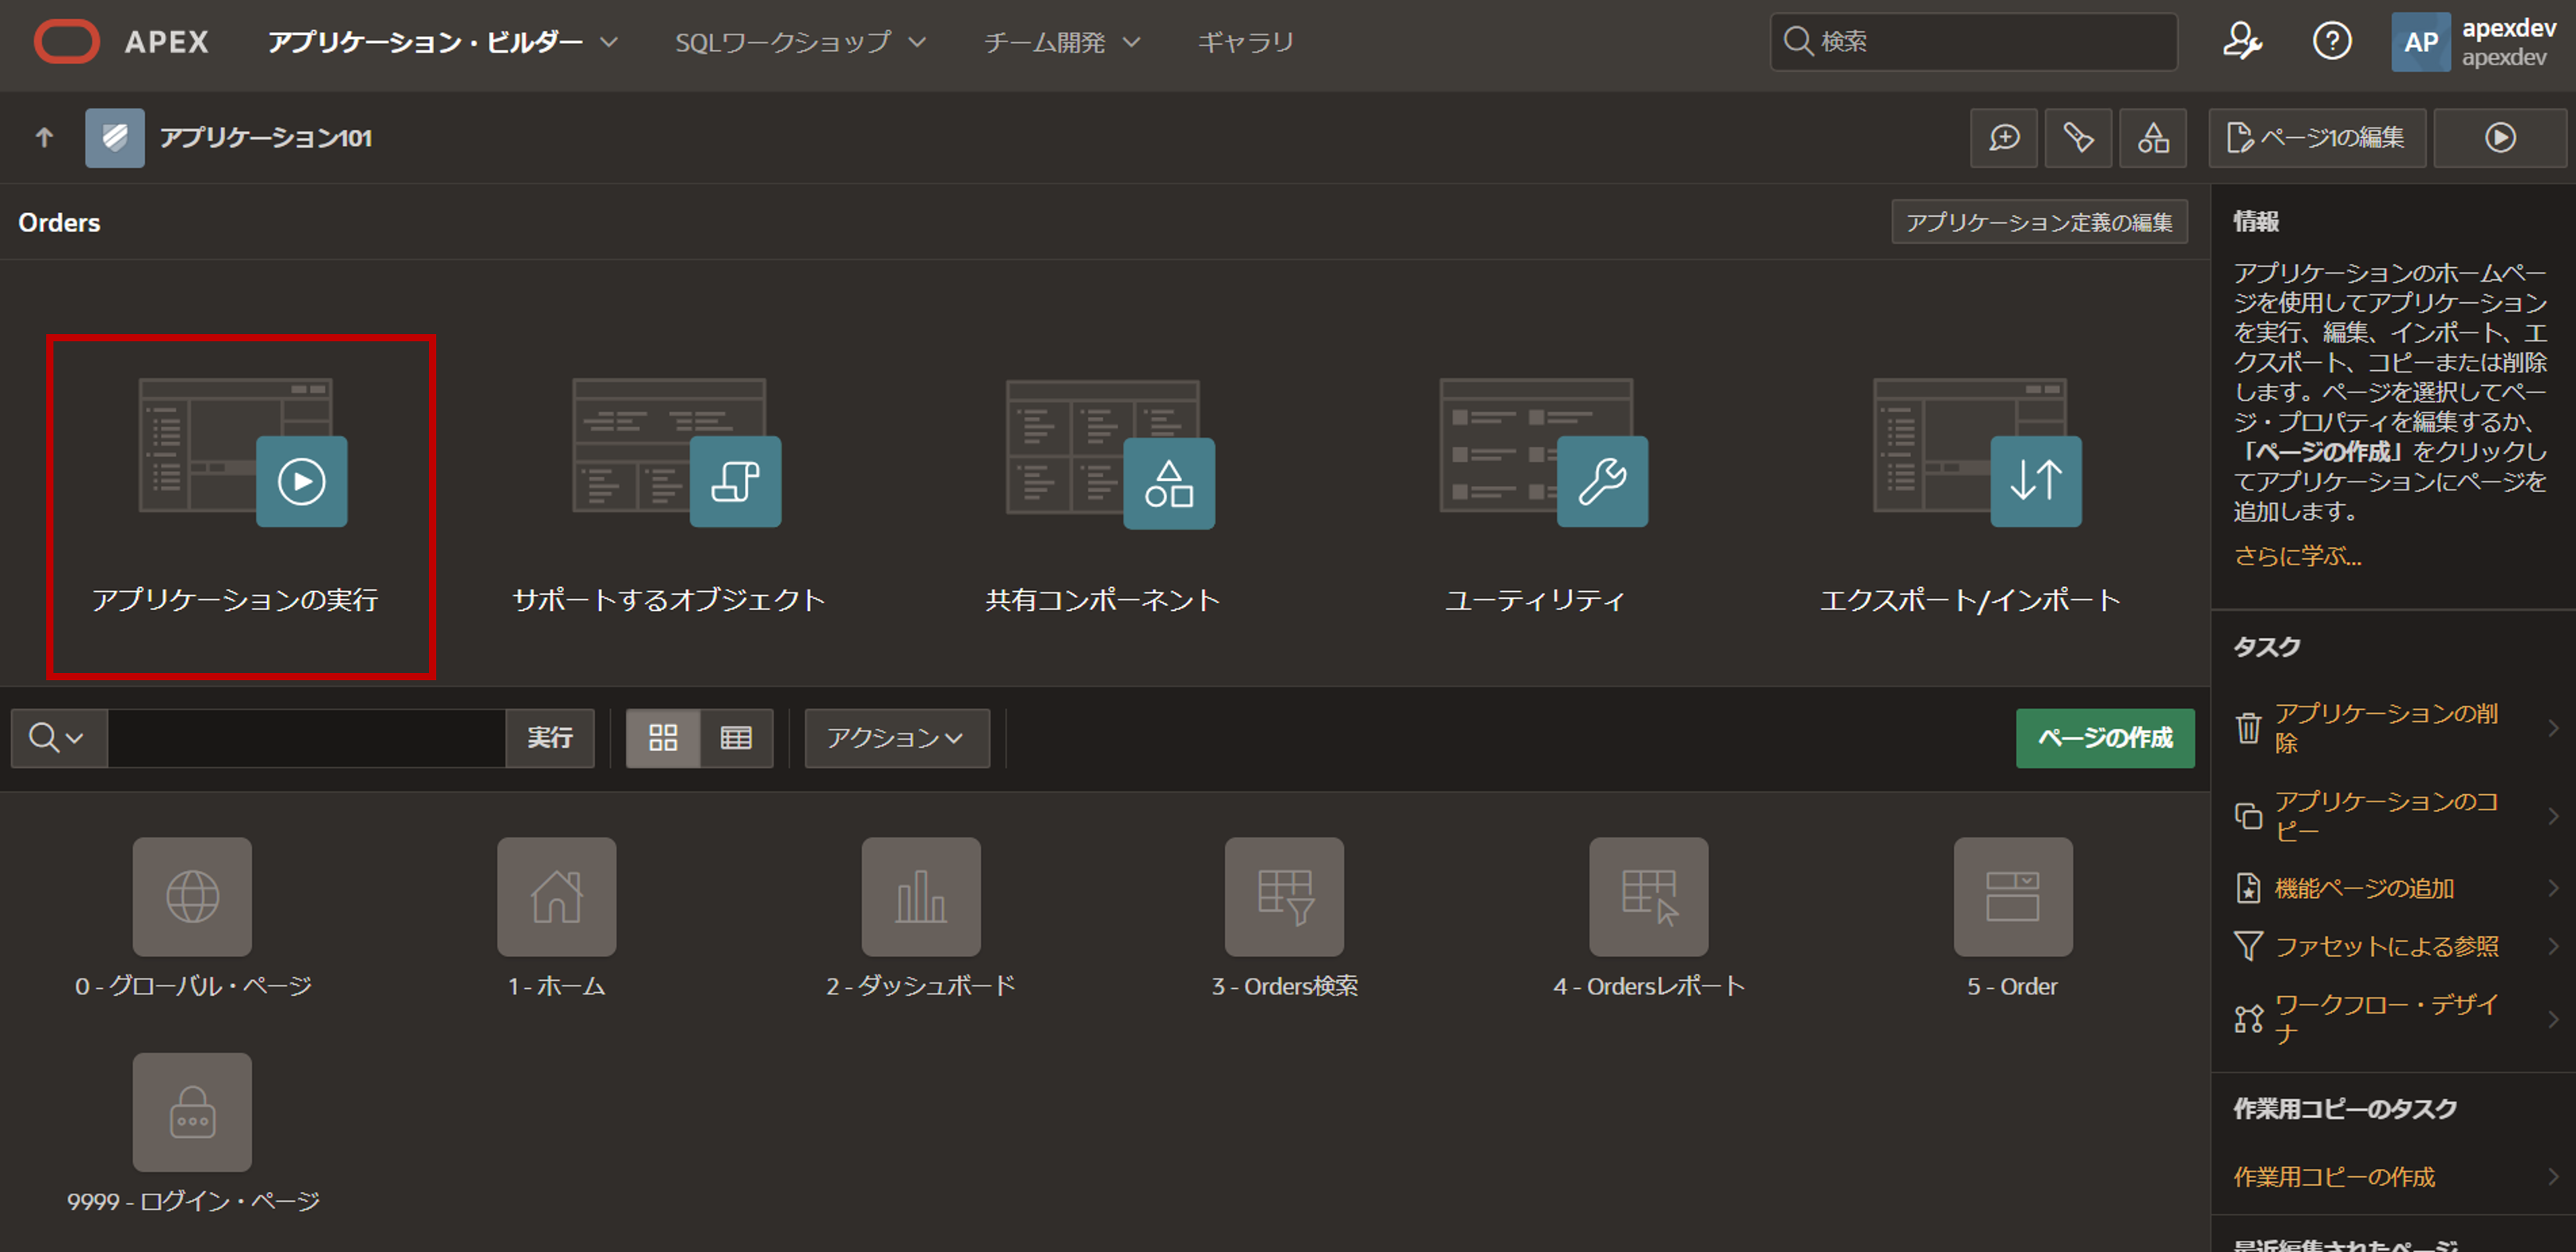 APEX アプリケーション・ビルダー SQLワークショップ チーム開発 ギャラリ 検索 AP apexdev
apexdev
アプリケーション101 ページ1の編集
Orders アプリケーション定義の編集
アプリケーションの実行 サポートするオブジェクト 共有コンポーネント ユーティリティ エクスポート/インポート
実行 アクション ページの作成
0 - グローバル・ページ 1 - ホーム 2 - ダッシュボード 3 - Orders検索 4 - Ordersレポート 5 - Order
9999 - ログイン・ページ
情報
アプリケーションのホームペー
ジを使用してアプリケーション
を実行、編集、インポート、エ
クスポート、コピーまたは削除
します。ページを選択してペー
ジ・プロパティを編集するか、
「ページの作成」をクリックし
てアプリケーションにページを
追加します。
さらに学ぶ...
タスク
アプリケーションの削
除
アプリケーションのコ
ピー
機能ページの追加
ファセットによる参照
ワークフロー・デザイ
ナ
作業用コピーのタスク
作業用コピーの作成
最近編集されたページ